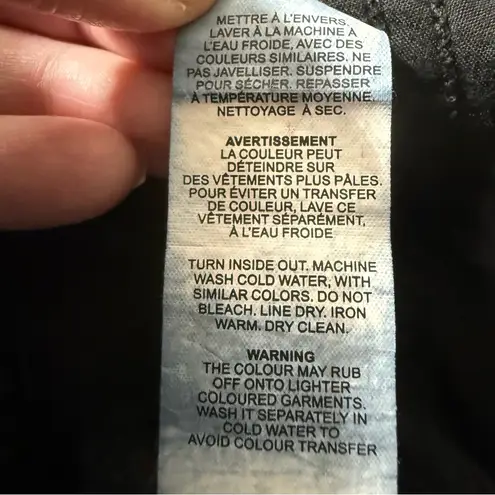 METTRE À L'ENVERS.
LAVER À LA MACHINE A
L'EAU FROIDE, AVEC DES
COULEURS SIMILAIRES. NE
PAS JAVELLISER. SUSPENDRE
POUR SÉCHER. REPASSER
À TEMPÉRATURE MOYENNE.
NETTOYAGE À SEC.
AVERTISSEMENT
LA COULEUR PEUT
DÉTEINDRE SUR
DES VÊTEMENTS PLUS PÂLES.
POUR ÉVITER UN TRANSFER
DE COULEUR, LAVE CE
VÊTEMENT SÉPARÉMENT,
À L'EAU FROIDE
TURN INSIDE OUT. MACHINE
WASH COLD WATER, WITH
SIMILAR COLORS. DO NOT
BLEACH. LINE DRY. IRON
WARM. DRY CLEAN.
WARNING
THE COLOUR MAY RUB
OFF ONTO LIGHTER
COLOURED GARMENTS.
WASH IT SEPARATELY IN
COLD WATER TO
AVOID COLOUR TRANSFER